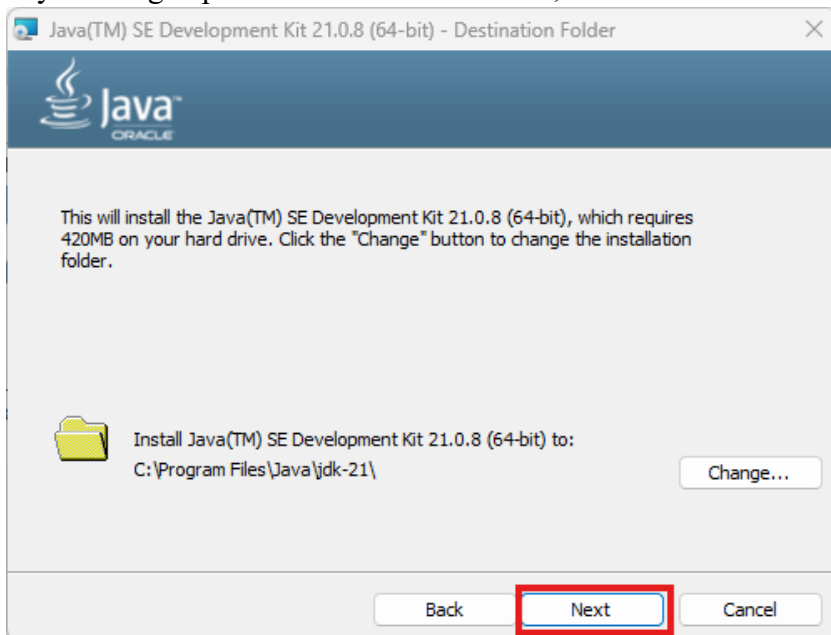 Java(TM) SE Development Kit 21.0.8 (64-bit) - Destination Folder
Java™
ORACLE
This will install the Java(TM) SE Development Kit 21.0.8 (64-bit), which requires
420MB on your hard drive. Click the "Change" button to change the installation
folder.
Install Java(TM) SE Development Kit 21.0.8 (64-bit) to:
C:\Program Files\Java\jdk-21\
Change...
Back
Next
Cancel